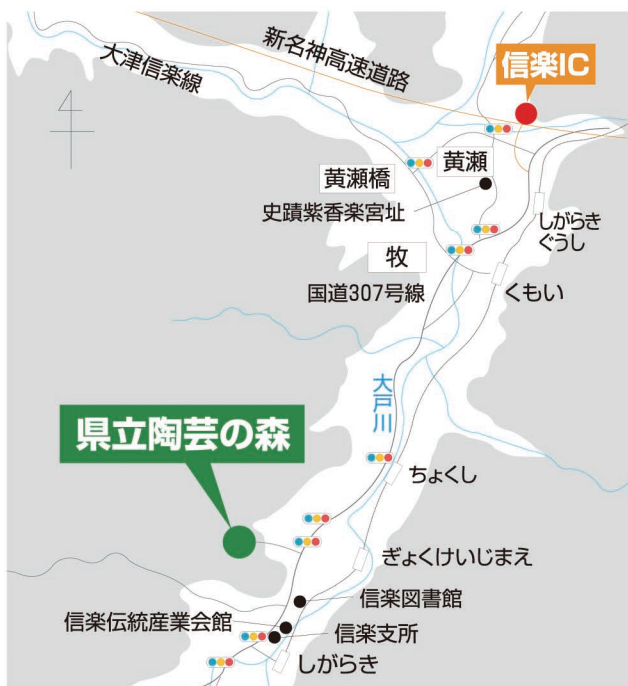 新名神高速道路
大津信楽線
信楽IC
黄瀬
黄瀬橋
史蹟紫香楽宮址
しがらき
ぐうし
牧
国道307号線
くもい
大戸川
県立陶芸の森
ちょくし
ぎょくけいじまえ
信楽図書館
信楽伝統産業会館
信楽支所
しがらき